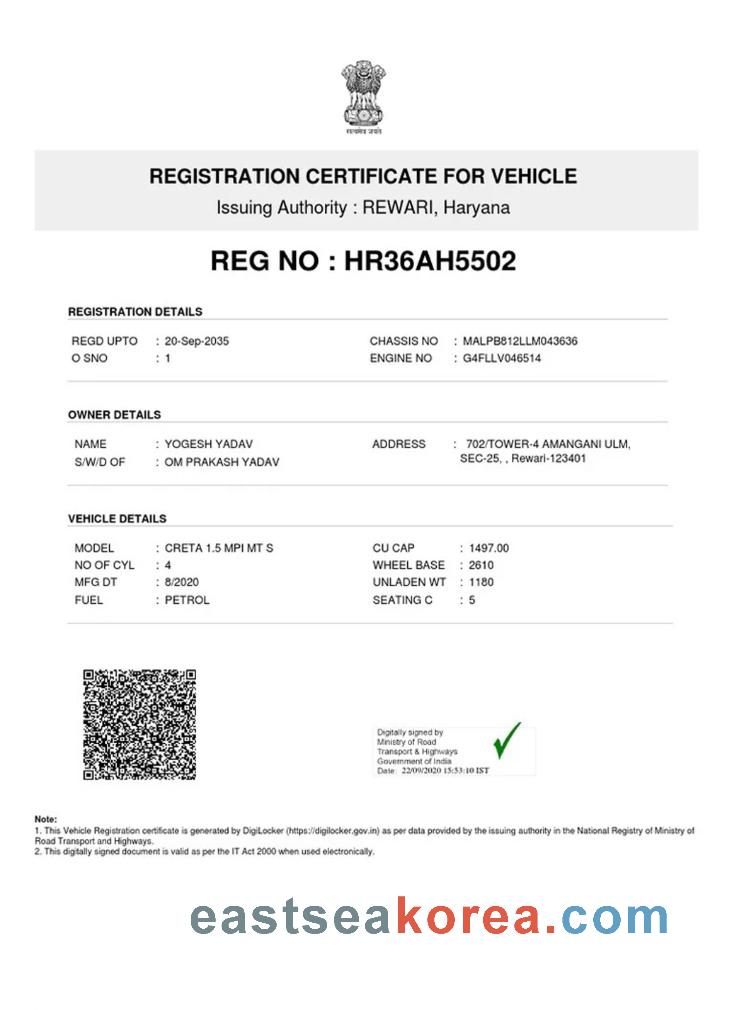 सत्यमेव जयते
REGISTRATION CERTIFICATE FOR VEHICLE
Issuing Authority : REWARI, Haryana
REG NO : HR36AH5502
REGISTRATION DETAILS
REGD UPTO : 20-Sep-2035 CHASSIS NO : MALPB812LLM043636
O SNO : 1 ENGINE NO : G4FLLV046514
OWNER DETAILS
NAME : YOGESH YADAV ADDRESS : 702/TOWER-4 AMANGANI ULM,
S/W/D OF : OM PRAKASH YADAV SEC-25, , Rewari-123401
VEHICLE DETAILS
MODEL : CRETA 1.5 MPI MT S CU CAP : 1497.00
NO OF CYL : 4 WHEEL BASE : 2610
MFG DT : 8/2020 UNLADEN WT : 1180
FUEL : PETROL SEATING C : 5
Digitally signed by
Ministry of Road
Transport & Highways
Government of India
Date: 22/09/2020 15:53:10 IST
Note:
1. This Vehicle Registration certificate is generated by DigiLocker (https://digilocker.gov.in) as per data provided by the issuing authority in the National Registry of Ministry of
Road Transport and Highways.
2. This digitally signed document is valid as per the IT Act 2000 when used electronically.
eastseakorea.com